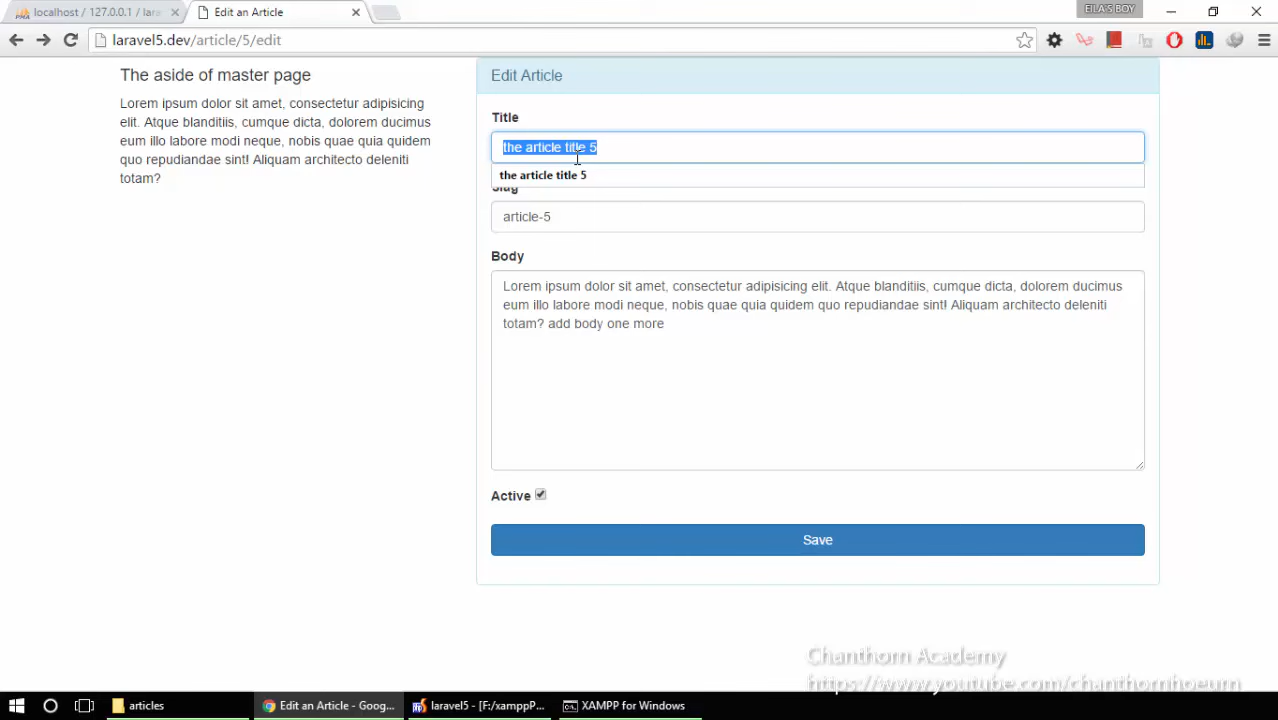 localhost / 127.0.0.1 / lar
Edit an Article
EILA'S BOY
laravel5.dev/article/5/edit
The aside of master page
Lorem ipsum dolor sit amet, consectetur adipisicing
elit. Atque blanditiis, cumque dicta, dolorem ducimus
eum illo labore modi neque, nobis quae quia quidem
quo repudiandae sint! Aliquam architecto deleniti
totam?
Edit Article
Title
the article title 5
the article title 5
Slug
article-5
Body
Lorem ipsum dolor sit amet, consectetur adipisicing elit. Atque blanditiis, cumque dicta, dolorem ducimus
eum illo labore modi neque, nobis quae quia quidem quo repudiandae sint! Aliquam architecto deleniti
totam? add body one more
Active
Save
Chanthorn Academy
https://www.youtube.com/chanthornhoeurn
articles
Edit an Article - Goog...
laravel5 - [F:/xamppP...
XAMPP for Windows